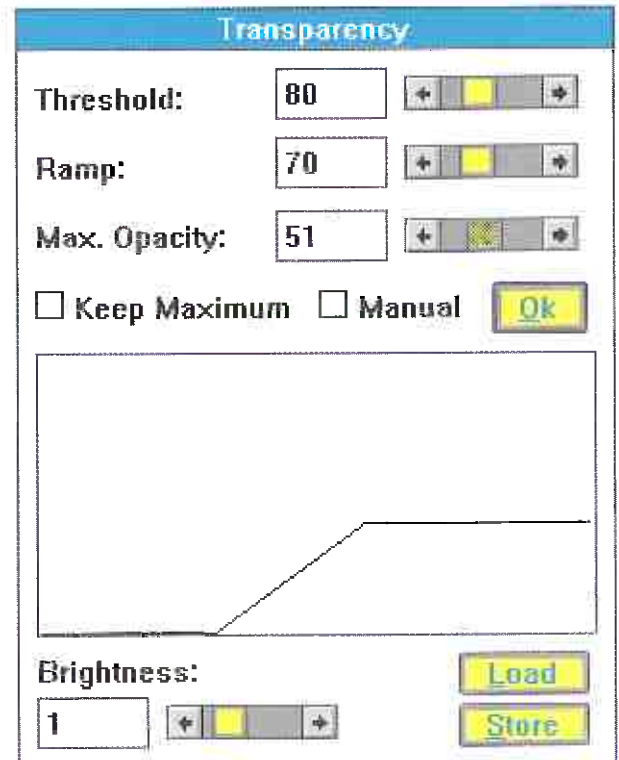 Transparency
Threshold: 80
Ramp: 70
Max. Opacity: 51
Keep Maximum Manual Ok
Brightness: Load
1 Store